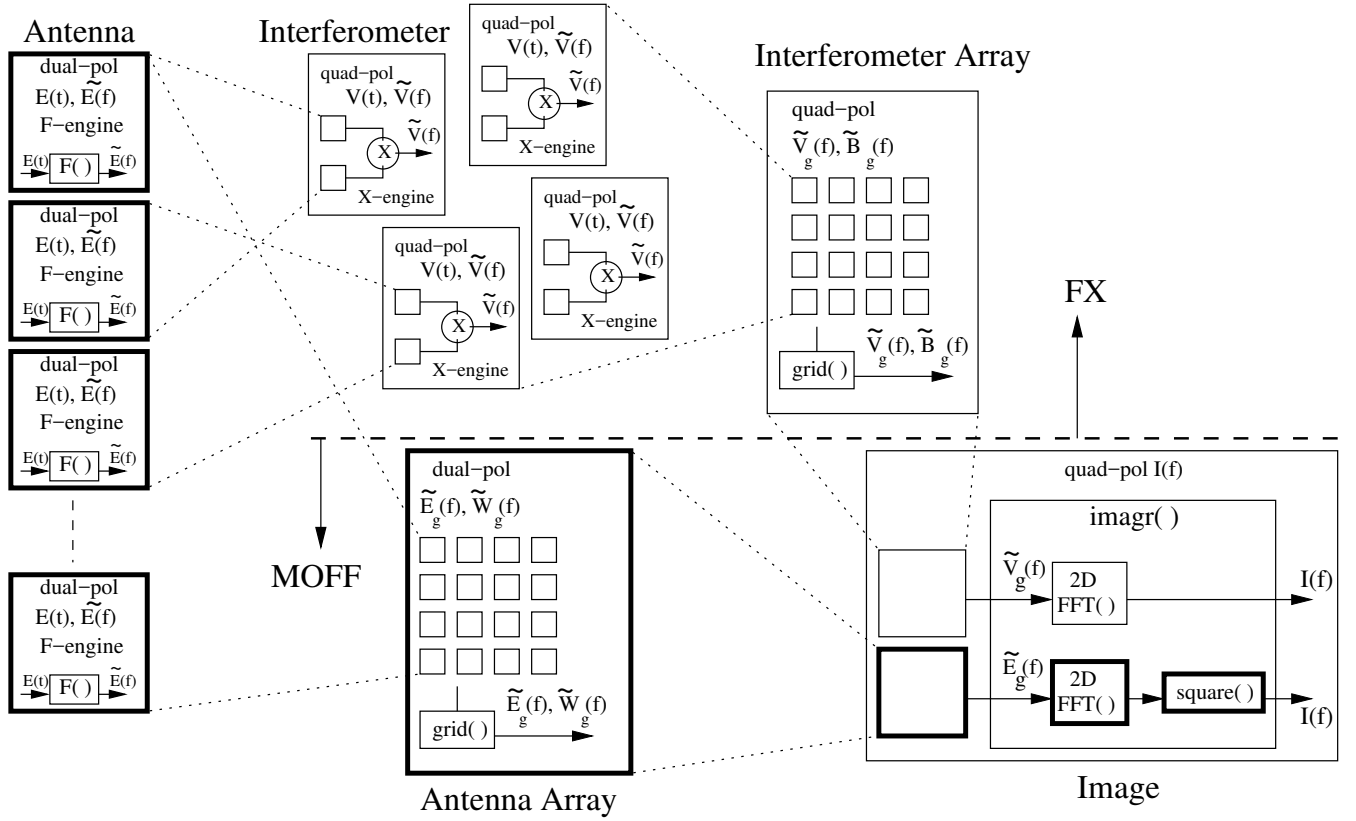 Antenna
dual-pol
E(t), Ẽ(f)
F-engine
E(t) F( ) Ẽ(f)
dual-pol
E(t), Ẽ(f)
F-engine
E(t) F( ) Ẽ(f)
dual-pol
E(t), Ẽ(f)
F-engine
E(t) F( ) Ẽ(f)
dual-pol
E(t), Ẽ(f)
F-engine
E(t) F( ) Ẽ(f)
Interferometer
quad-pol
V(t), Ṽ(f)
Ṽ(f)
X
X-engine
quad-pol
V(t), Ṽ(f)
Ṽ(f)
X
X-engine
quad-pol
V(t), Ṽ(f)
Ṽ(f)
X
X-engine
quad-pol
V(t), Ṽ(f)
Ṽ(f)
X
X-engine
Interferometer Array
quad-pol
Ṽg(f), B̃g(f)
Ṽg(f), B̃g(f)
grid( )
FX
MOFF
dual-pol
Ẽg(f), W̃g(f)
Ẽg(f), W̃g(f)
grid( )
Antenna Array
quad-pol I(f)
imagr( )
Ṽg(f)
2D
FFT( )
I(f)
Ẽg(f)
2D
FFT( )
square( )
I(f)
Image